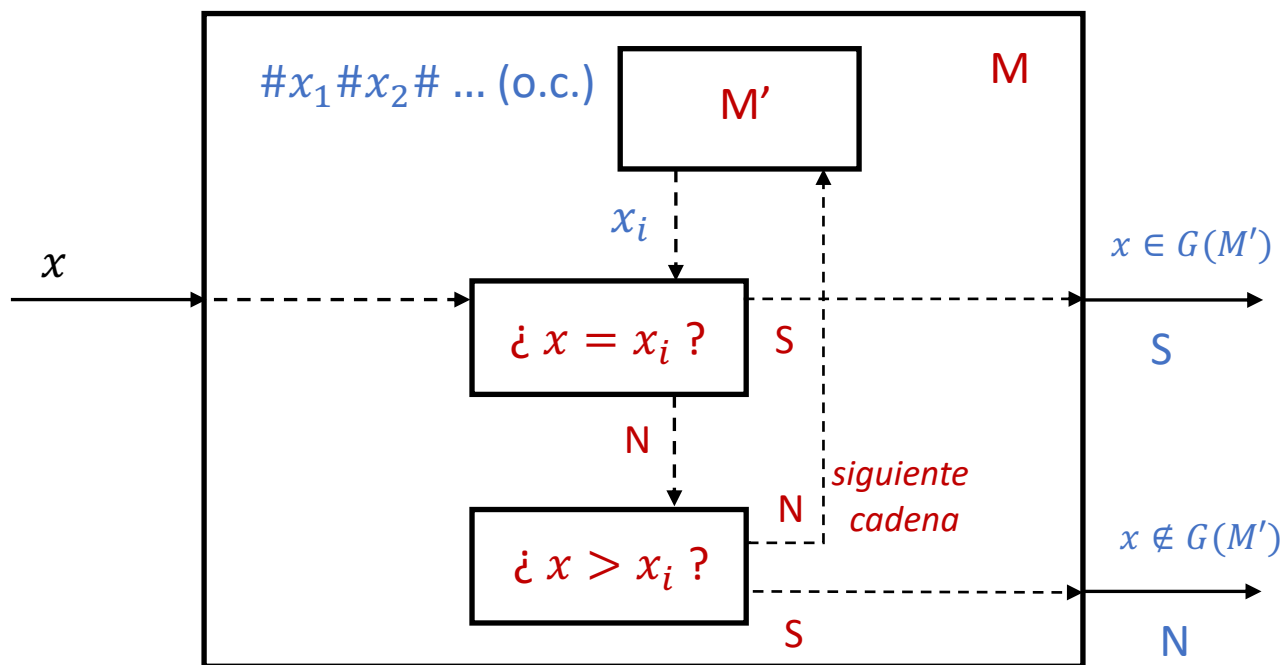 #x₁#x₂# ... (o.c.)
M
M'
xᵢ
x
x ∈ G(M')
¿ x = xᵢ ?
S
S
N
siguiente
cadena
N
x ∉ G(M')
¿ x > xᵢ ?
S
N